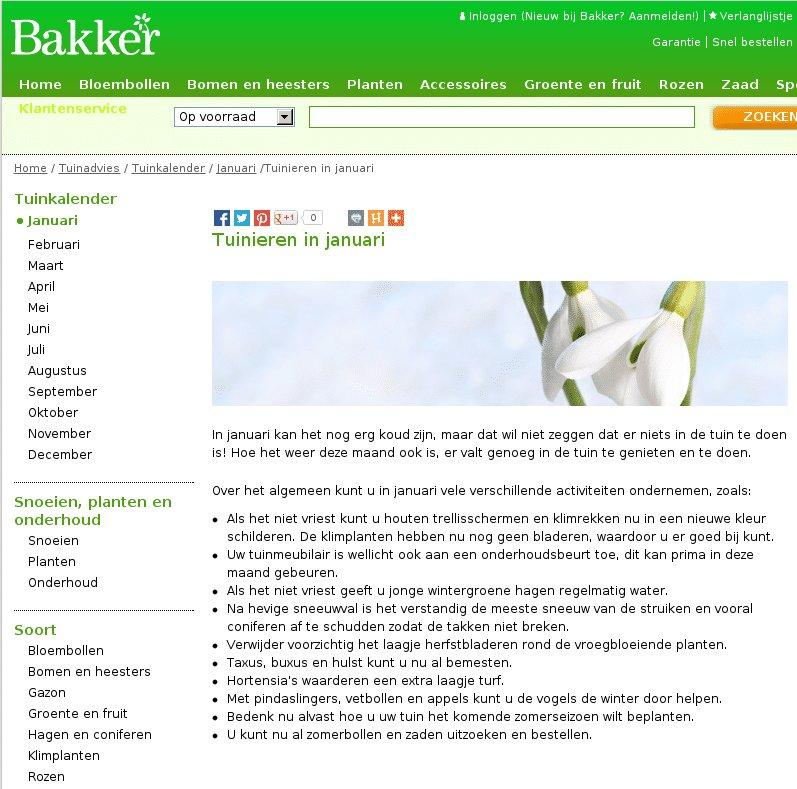 Bakker
Inloggen (Nieuw bij Bakker? Aanmelden!) | Verlanglijstje
Garantie | Snel bestellen
Home Bloembollen Bomen en heesters Planten Accessoires Groente en fruit Rozen Zaad Spe
Klantenservice
Op voorraad
ZOEKEN
Home / Tuinadvies / Tuinkalender / Januari /Tuinieren in januari
Tuinkalender
Januari
Februari
Maart
April
Mei
Juni
Juli
Augustus
September
Oktober
November
December
Snoeien, planten en
onderhoud
Snoeien
Planten
Onderhoud
Soort
Bloembollen
Bomen en heesters
Gazon
Groente en fruit
Hagen en coniferen
Klimplanten
Rozen
+1 0
Tuinieren in januari
In januari kan het nog erg koud zijn, maar dat wil niet zeggen dat er niets in de tuin te doen
is! Hoe het weer deze maand ook is, er valt genoeg in de tuin te genieten en te doen.
Over het algemeen kunt u in januari vele verschillende activiteiten ondernemen, zoals:
• Als het niet vriest kunt u houten trellisschermen en klimrekken nu in een nieuwe kleur
schilderen. De klimplanten hebben nu nog geen bladeren, waardoor u er goed bij kunt.
• Uw tuinmeubilair is wellicht ook aan een onderhoudsbeurt toe, dit kan prima in deze
maand gebeuren.
• Als het niet vriest geeft u jonge wintergroene hagen regelmatig water.
• Na hevige sneeuwval is het verstandig de meeste sneeuw van de struiken en vooral
coniferen af te schudden zodat de takken niet breken.
• Verwijder voorzichtig het laagje herfstbladeren rond de vroegbloeiende planten.
• Taxus, buxus en hulst kunt u nu al bemesten.
• Hortensia's waarderen een extra laagje turf.
• Met pindaslingers, vetbollen en appels kunt u de vogels de winter door helpen.
• Bedenk nu alvast hoe u uw tuin het komende zomerseizoen wilt beplanten.
• U kunt nu al zomerbollen en zaden uitzoeken en bestellen.